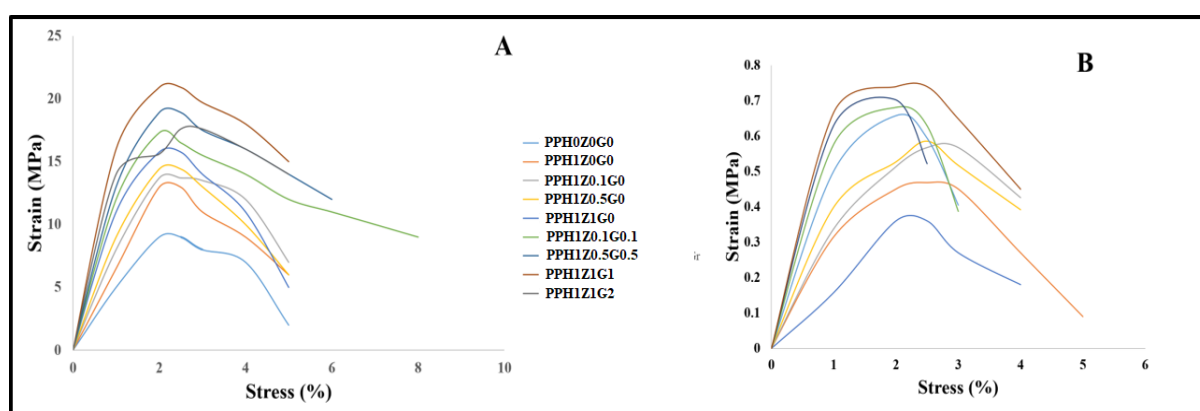 A
25
20
15
10
5
0
Strain (MPa)
0 2 4 6 8 10
Stress (%)
PPH0Z0G0
PPH1Z0G0
PPH1Z0.1G0
PPH1Z0.5G0
PPH1Z1G0
PPH1Z0.1G0.1
PPH1Z0.5G0.5
PPH1Z1G1
PPH1Z1G2
B
0.8
0.7
0.6
0.5
0.4
0.3
0.2
0.1
0
Strain (MPa)
0 1 2 3 4 5 6
Stress (%)